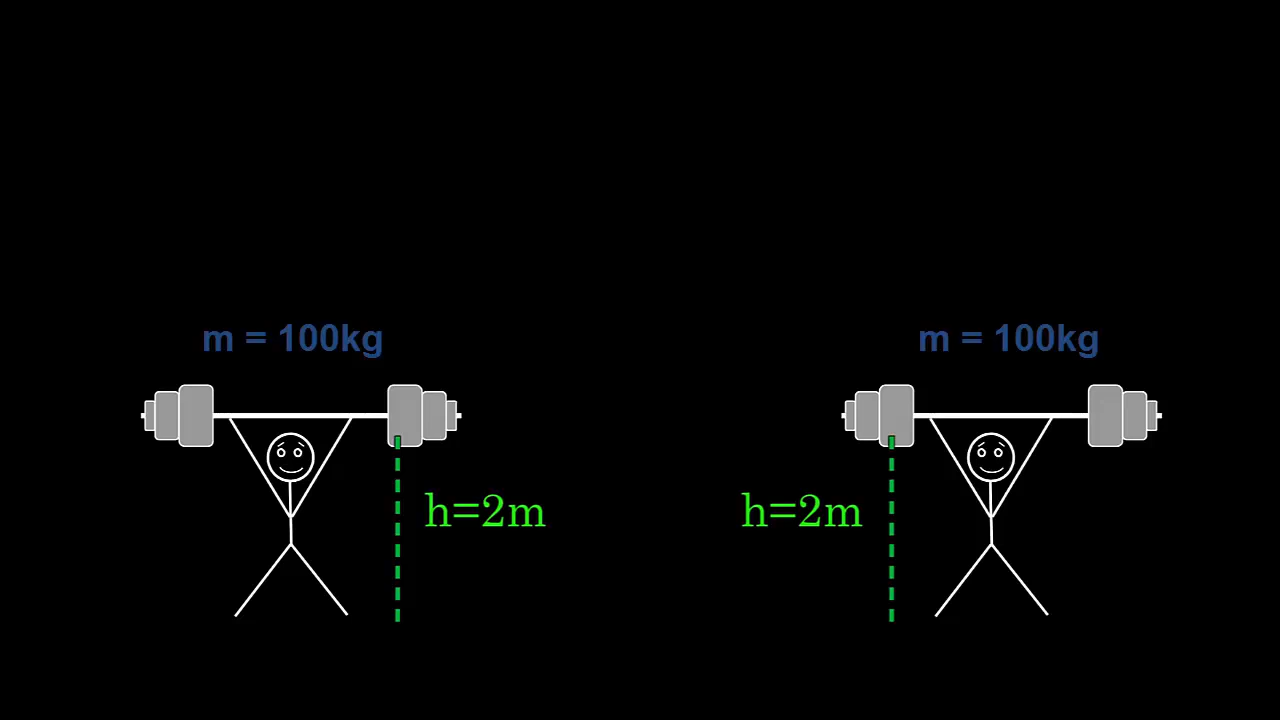 m = 100kg
m = 100kg
h=2m
h=2m